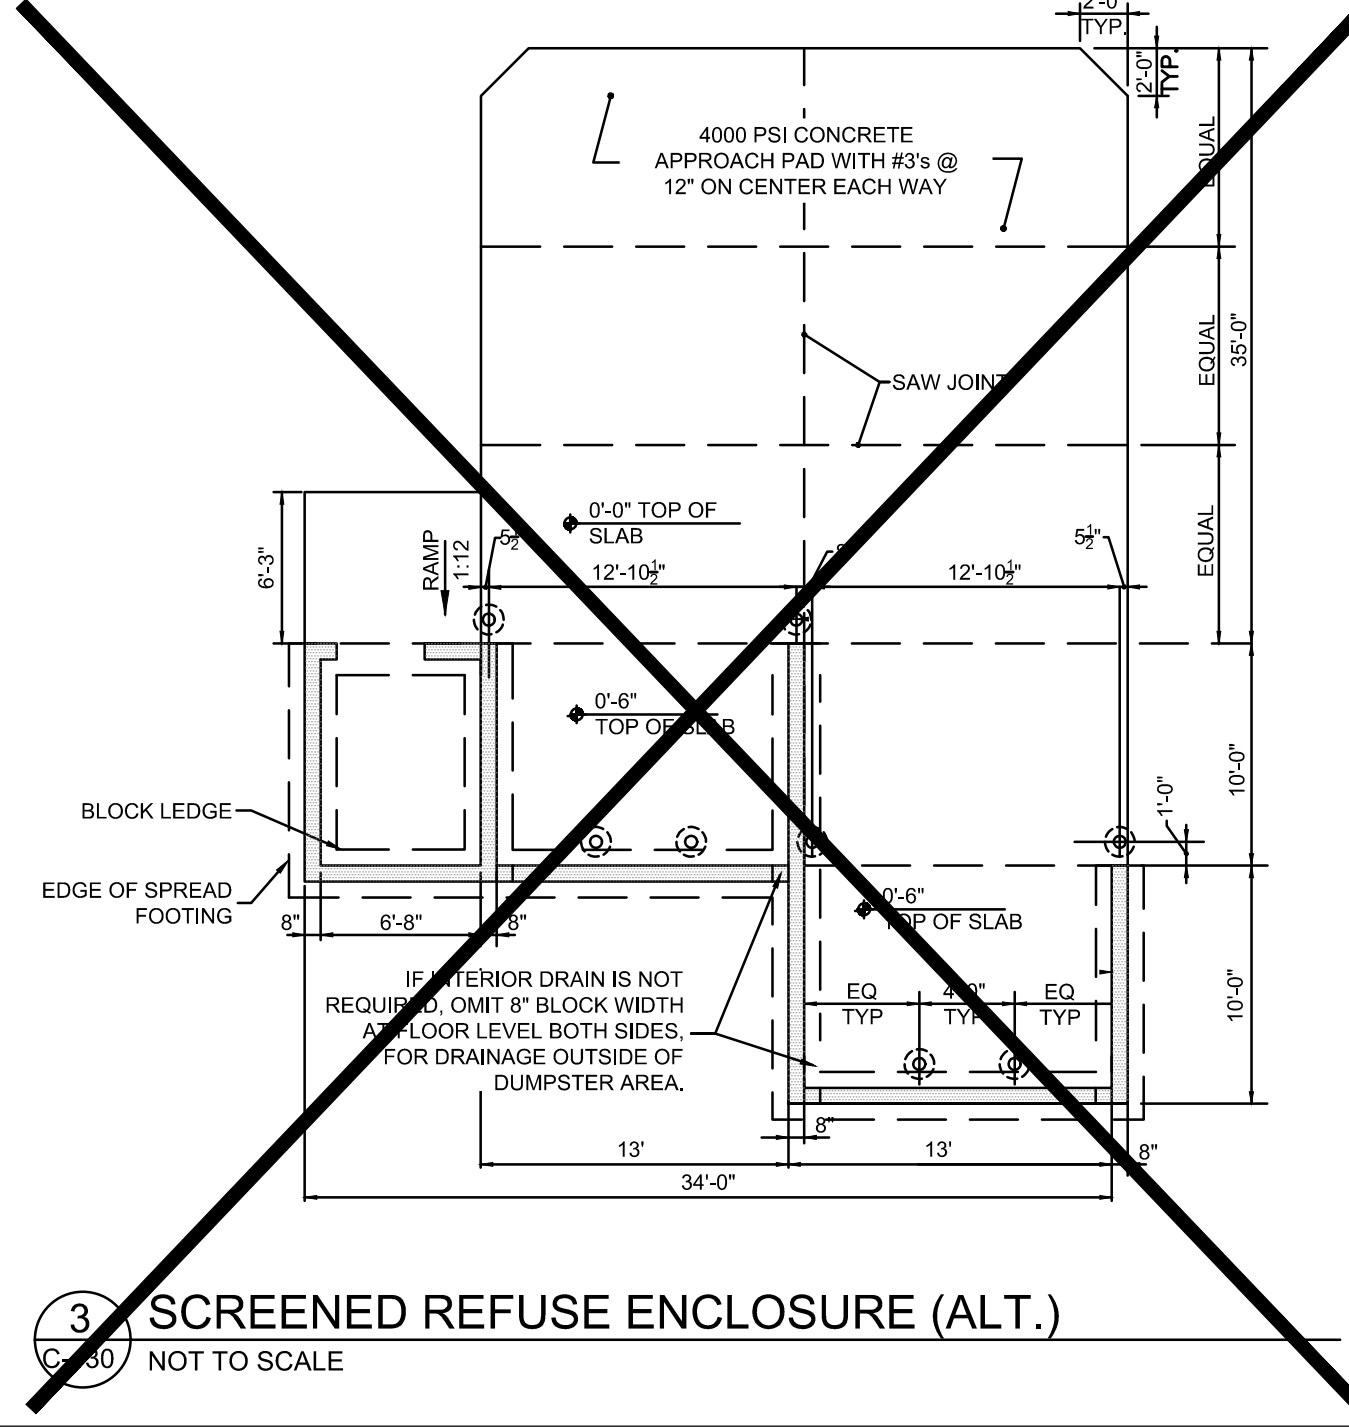 2'-0"
TYP.
2'-0"
TYP.
4000 PSI CONCRETE
APPROACH PAD WITH #3's @
12" ON CENTER EACH WAY
EQUAL
SAW JOINT
EQUAL
35'-0"
0'-0" TOP OF
SLAB
EQUAL
6'-3"
RAMP
1:12
12'-10½"
12'-10½"
5½"
0'-6"
TOP OF SLAB
10'-0"
1'-0"
BLOCK LEDGE
EDGE OF SPREAD
FOOTING
8"
6'-8"
8"
0'-6"
TOP OF SLAB
IF INTERIOR DRAIN IS NOT
REQUIRED, OMIT 8" BLOCK WIDTH
AT FLOOR LEVEL BOTH SIDES,
FOR DRAINAGE OUTSIDE OF
DUMPSTER AREA.
EQ
TYP
4'-0"
TYP
EQ
TYP
10'-0"
8"
13'
13'
8"
34'-0"
3
SCREENED REFUSE ENCLOSURE (ALT.)
NOT TO SCALE